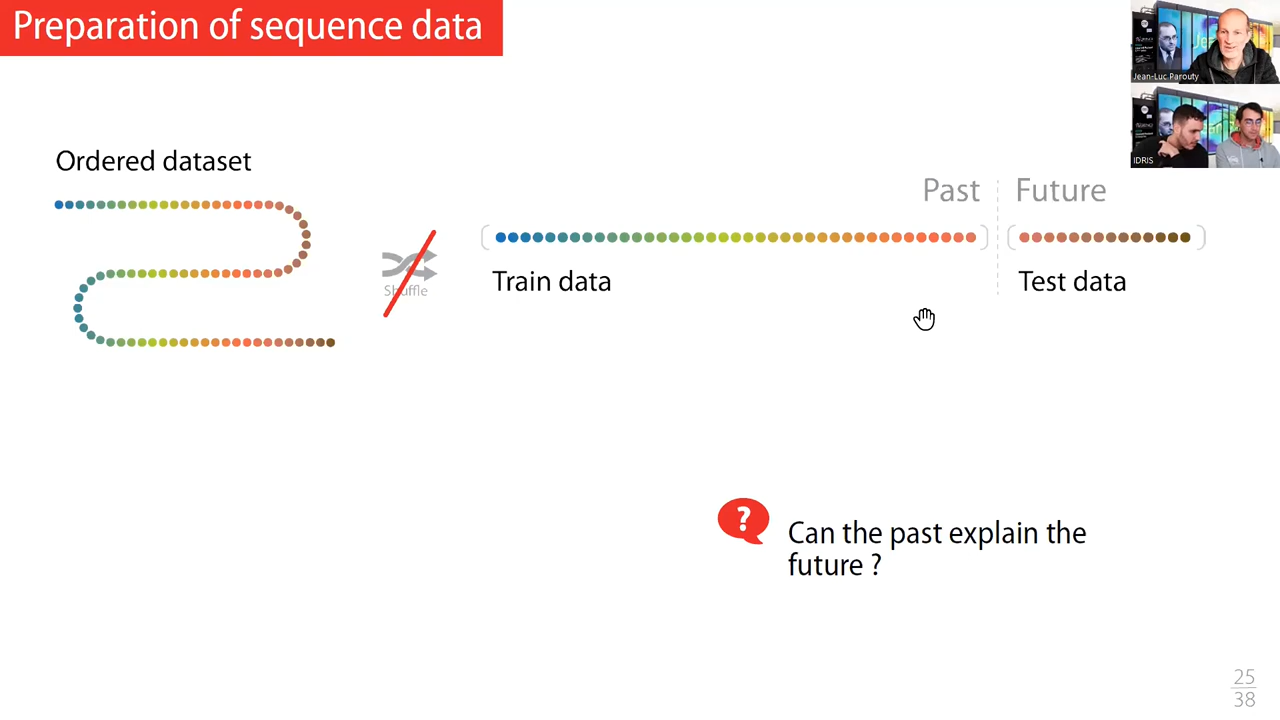 Preparation of sequence data
Jean-Luc Parouty
IDRIS
Ordered dataset
Shuffle
Past
Future
Train data
Test data
?
Can the past explain the
future ?
25
38